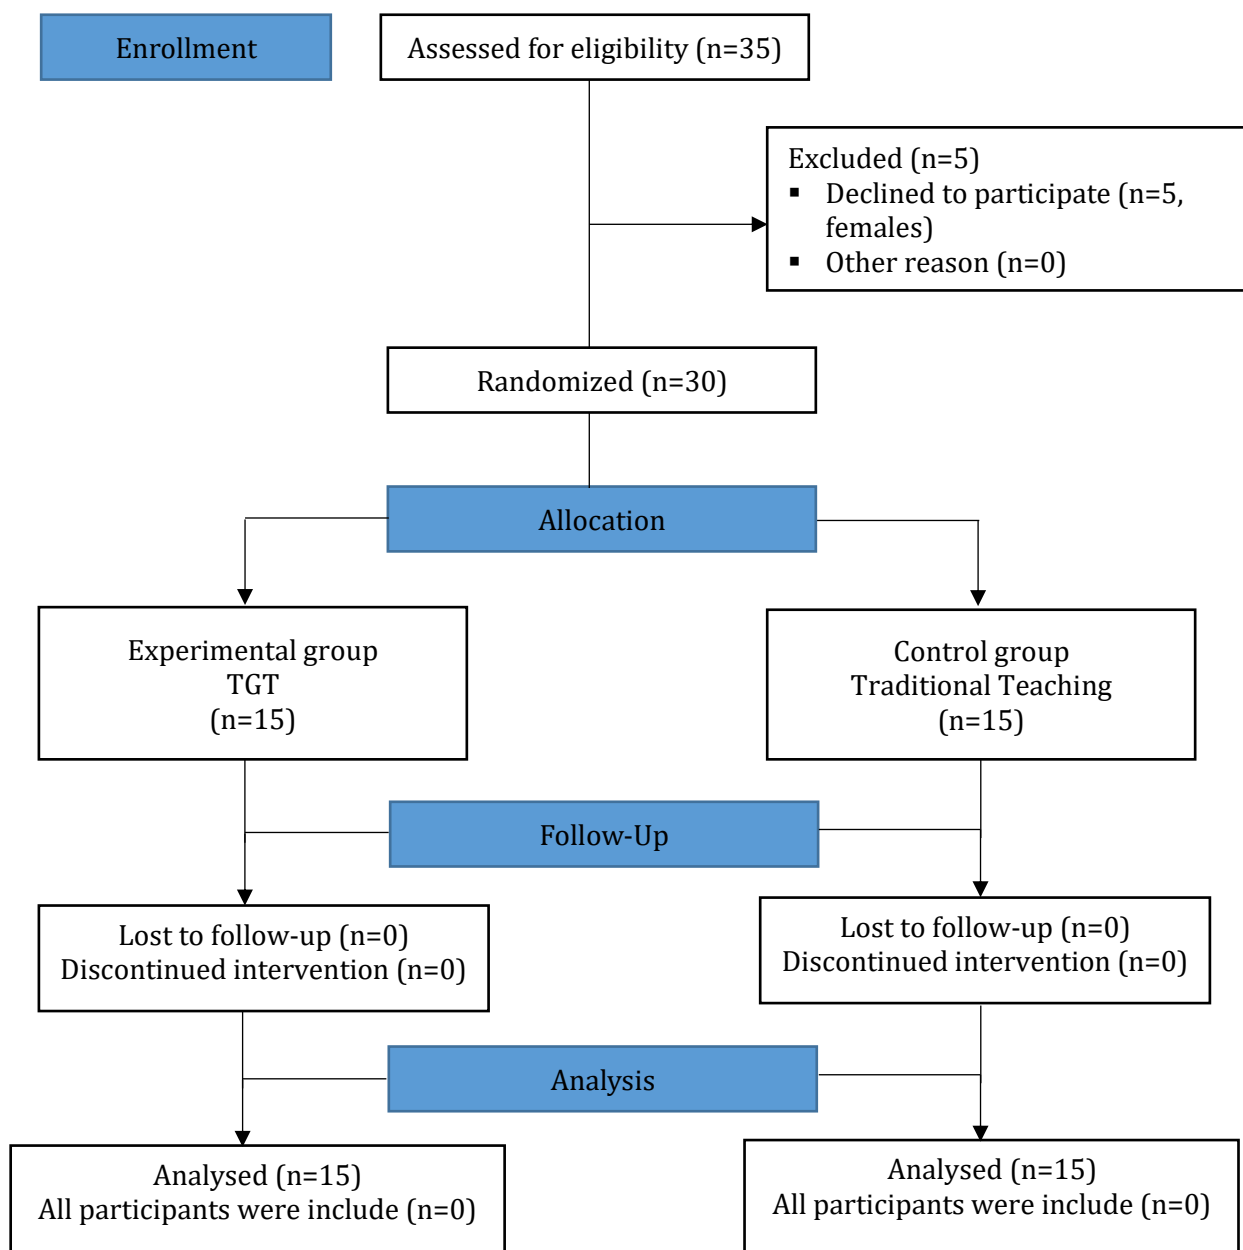 Enrollment
Assessed for eligibility (n=35)
Excluded (n=5)
▪ Declined to participate (n=5,
females)
▪ Other reason (n=0)
Randomized (n=30)
Allocation
Experimental group
TGT
(n=15)
Control group
Traditional Teaching
(n=15)
Follow-Up
Lost to follow-up (n=0)
Discontinued intervention (n=0)
Lost to follow-up (n=0)
Discontinued intervention (n=0)
Analysis
Analysed (n=15)
All participants were include (n=0)
Analysed (n=15)
All participants were include (n=0)